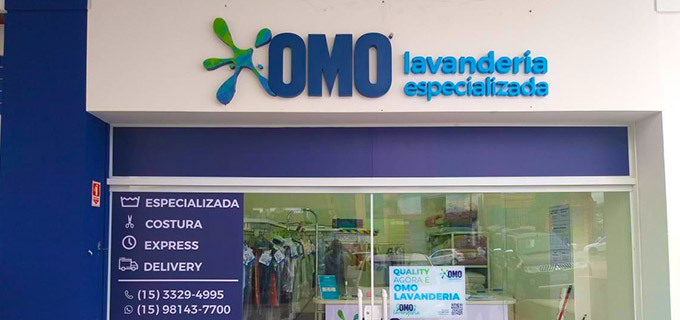 OMO
lavanderia
especializada
ESPECIALIZADA
COSTURA
EXPRESS
DELIVERY
(15) 3329-4995
(15) 98143-7700
QUALITY
AGORA É
OMO
LAVANDERIA
OMO
OMO